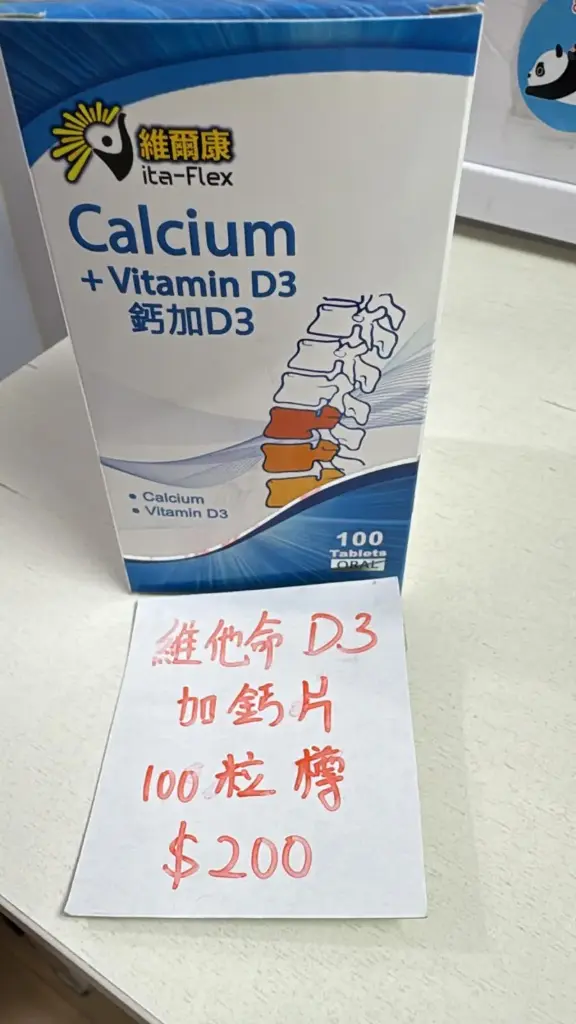 維爾康
ita-Flex
Calcium
+ Vitamin D3
鈣加D3
• Calcium
• Vitamin D3
100
Tablets
ORAL
維他命 D3
加鈣片
100粒樽
$200